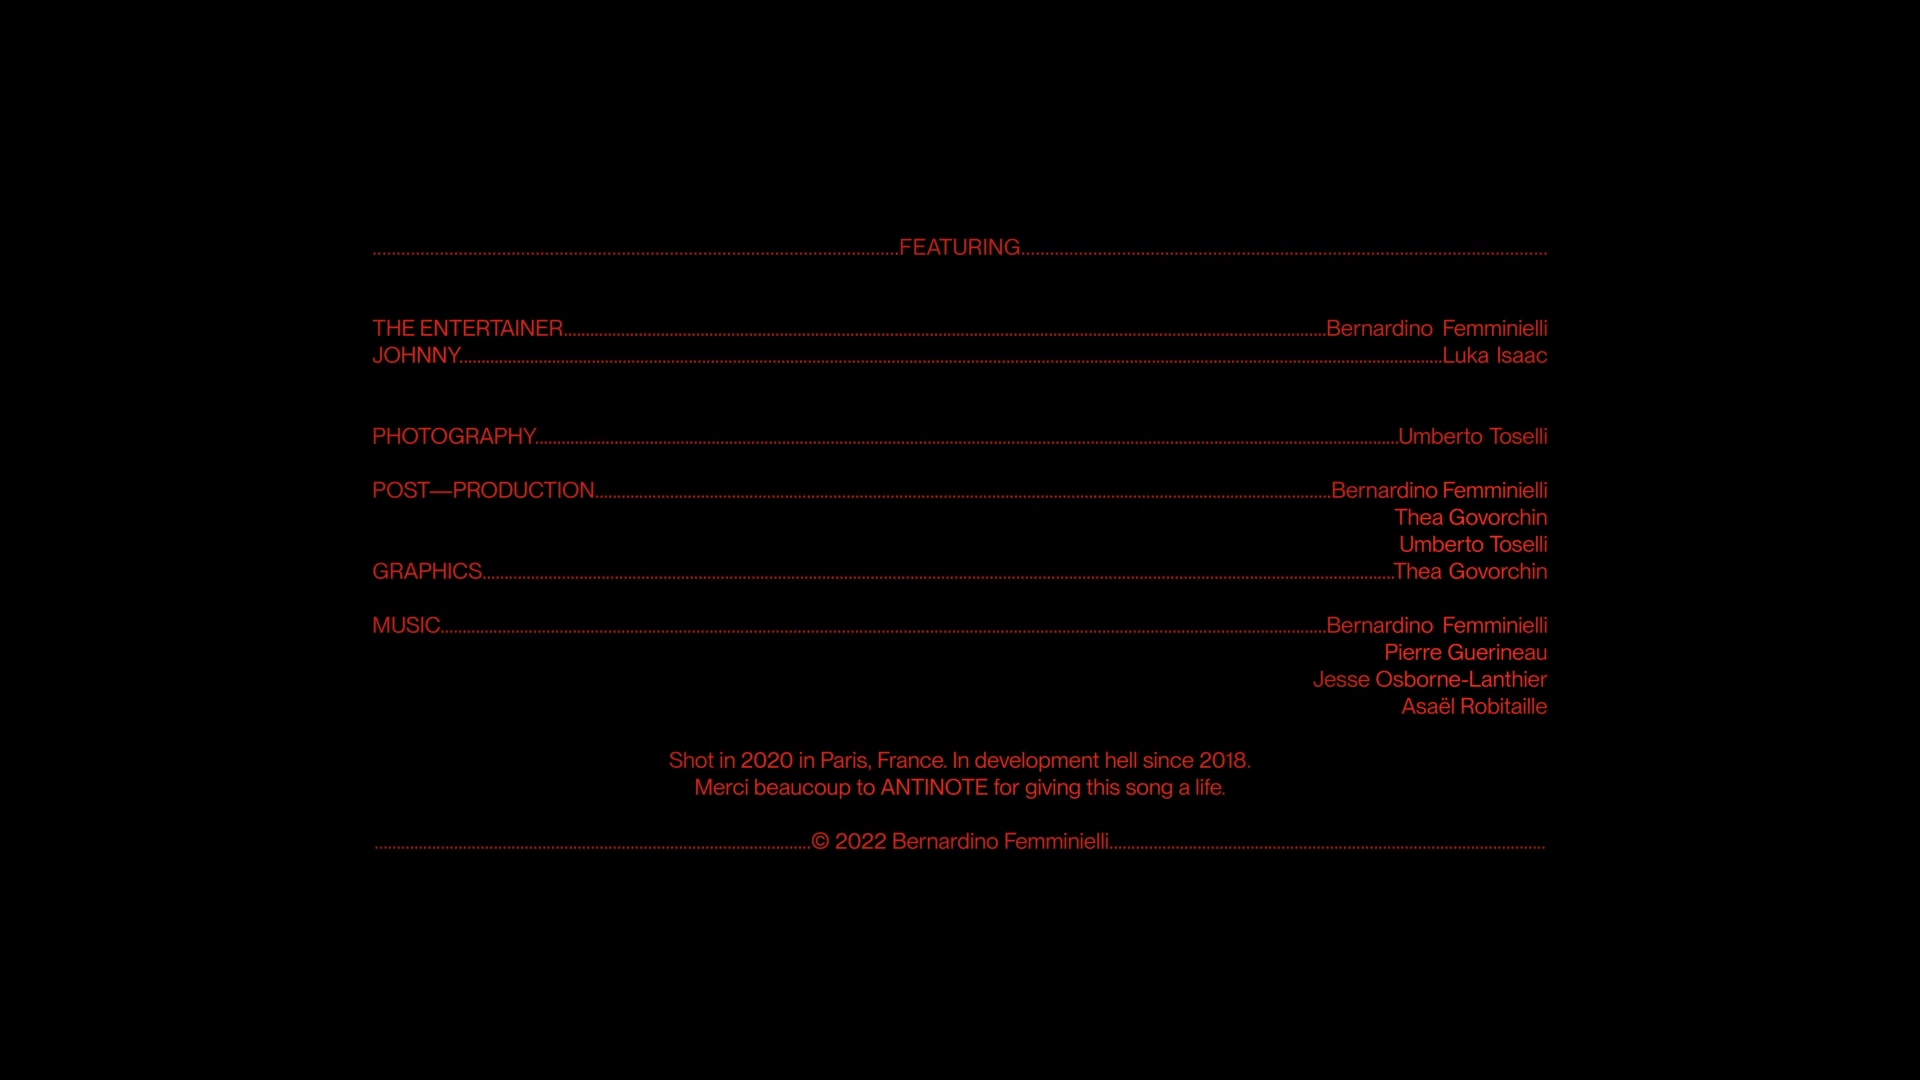 FEATURING
THE ENTERTAINER Bernardino Femminielli
JOHNNY Luka Isaac
PHOTOGRAPHY Umberto Toselli
POST—PRODUCTION Bernardino Femminielli
Thea Govorchin
Umberto Toselli
GRAPHICS Thea Govorchin
MUSIC Bernardino Femminielli
Pierre Guerineau
Jesse Osborne-Lanthier
Asaël Robitaille
Shot in 2020 in Paris, France. In development hell since 2018.
Merci beaucoup to ANTINOTE for giving this song a life.
© 2022 Bernardino Femminielli